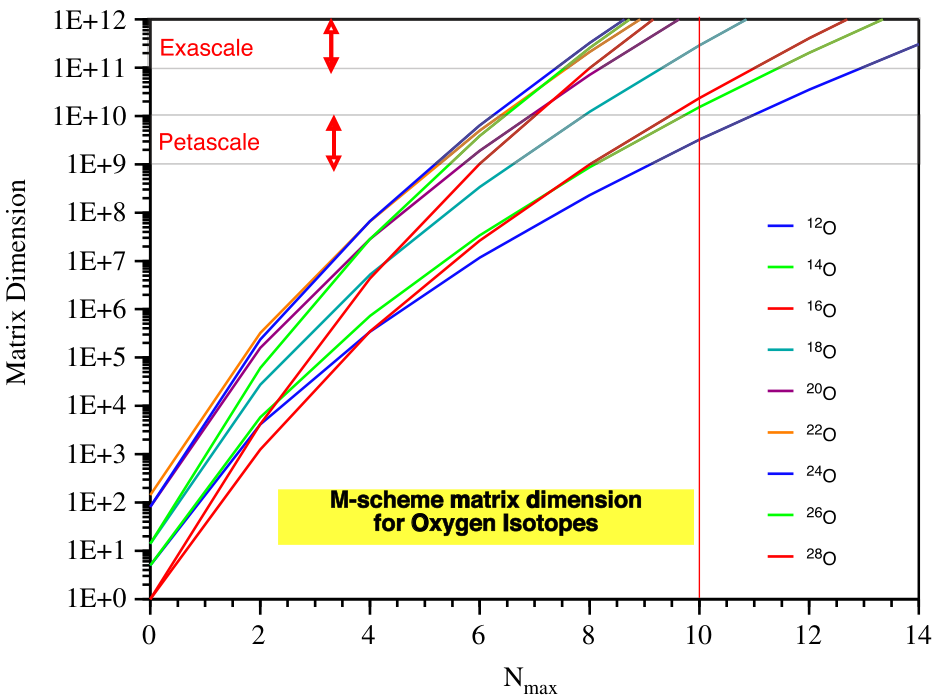 1E+12
1E+11
1E+10
1E+9
1E+8
1E+7
1E+6
1E+5
1E+4
1E+3
1E+2
1E+1
1E+0
Matrix Dimension
Exascale
Petascale
¹²O
¹⁴O
¹⁶O
¹⁸O
²⁰O
²²O
²⁴O
²⁶O
²⁸O
M-scheme matrix dimension
for Oxygen Isotopes
0 2 4 6 8 10 12 14
Nₘₐₓ